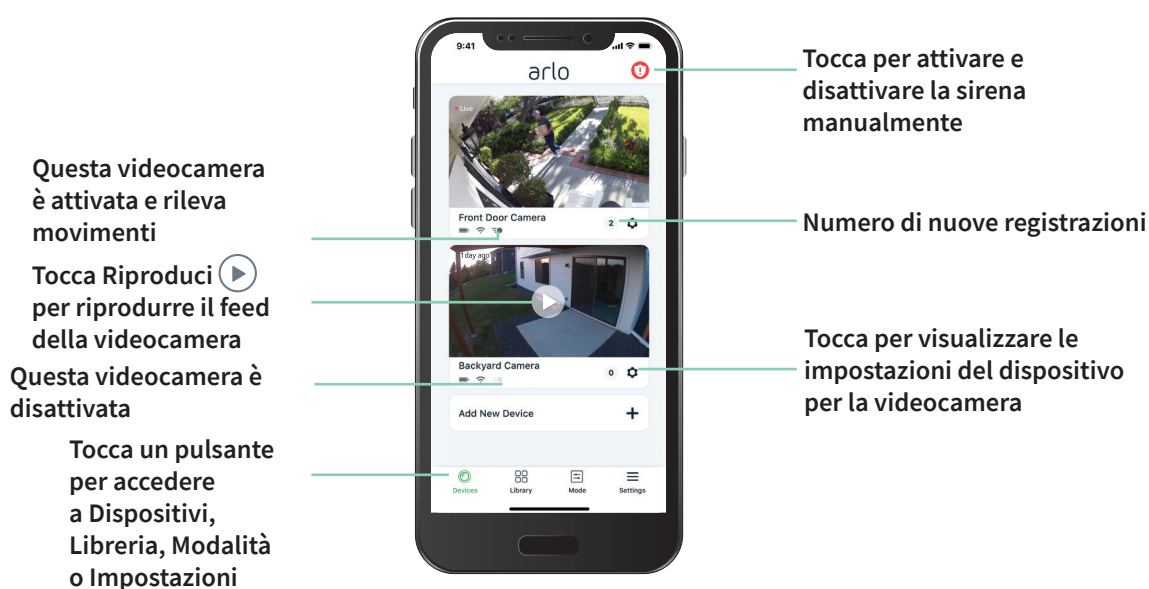 Questa videocamera
è attivata e rileva
movimenti
Tocca Riproduci
per riprodurre il feed
della videocamera
Questa videocamera è
disattivata
Tocca un pulsante
per accedere
a Dispositivi,
Libreria, Modalità
o Impostazioni
9:41
arlo
Live
Front Door Camera
2
1 day ago
Backyard Camera
0
Add New Device
Devices
Library
Mode
Settings
Tocca per attivare e
disattivare la sirena
manualmente
Numero di nuove registrazioni
Tocca per visualizzare le
impostazioni del dispositivo
per la videocamera